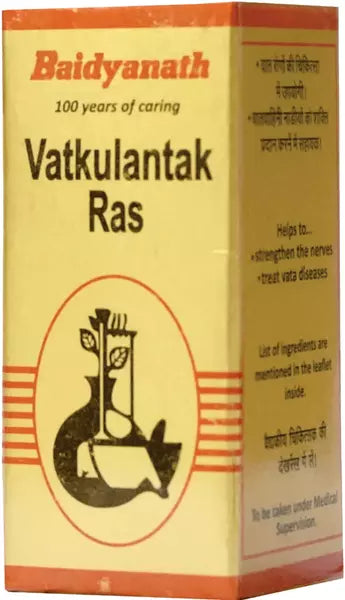 Baidyanath
100 years of caring
Vatkulantak
Ras
• वात रोगों की चिकित्सा
में उपयोगी।
• वातवाहिनी नाडीयों को शक्ति
प्रदान करनें में सहायक।
Helps to...
•strengthen the nerves
•treat vata diseases
List of ingredients are
mentioned in the leaflet
inside.
वैद्यकीय चिकित्सक की
देखरेख में लें।
To be taken under Medical
Supervision.